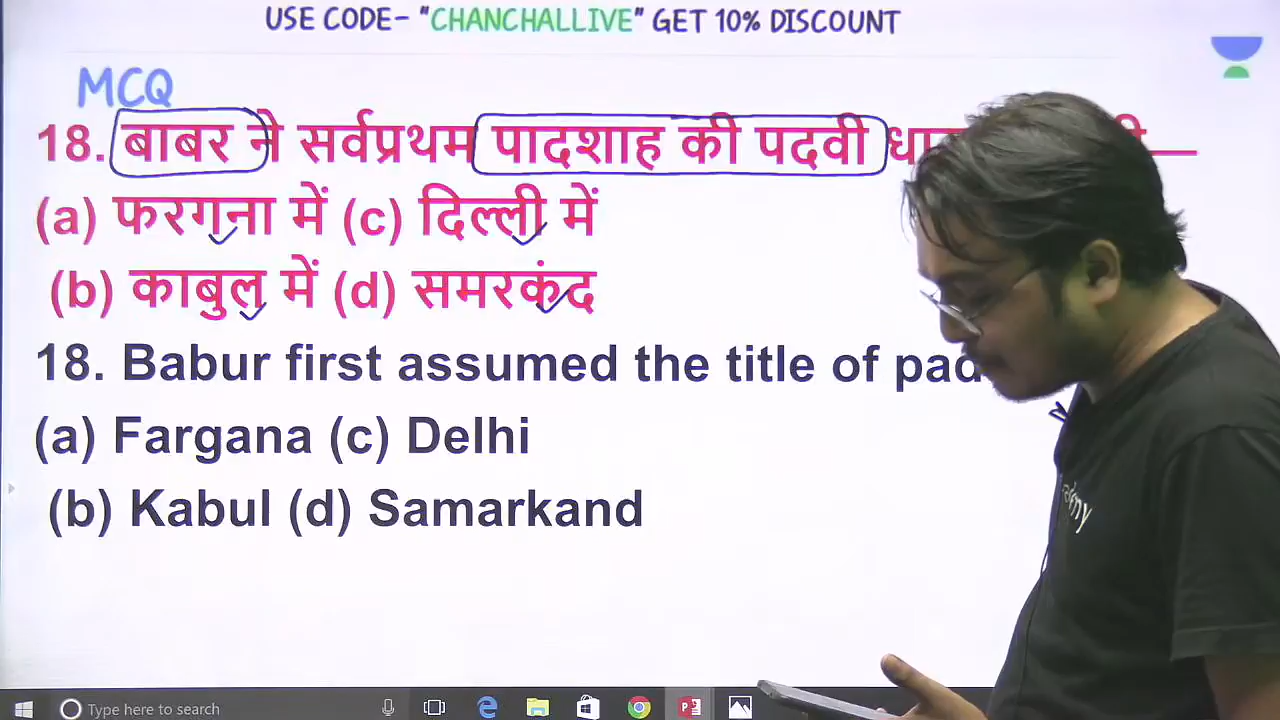 USE CODE- "CHANCHALLIVE" GET 10% DISCOUNT
MCQ
18. बाबर ने सर्वप्रथम पादशाह की पदवी
(a) फरगना में (c) दिल्ली में
(b) काबुल में (d) समरकंद
18. Babur first assumed the title of
(a) Fargana (c) Delhi
(b) Kabul (d) Samarkand
Type here to search